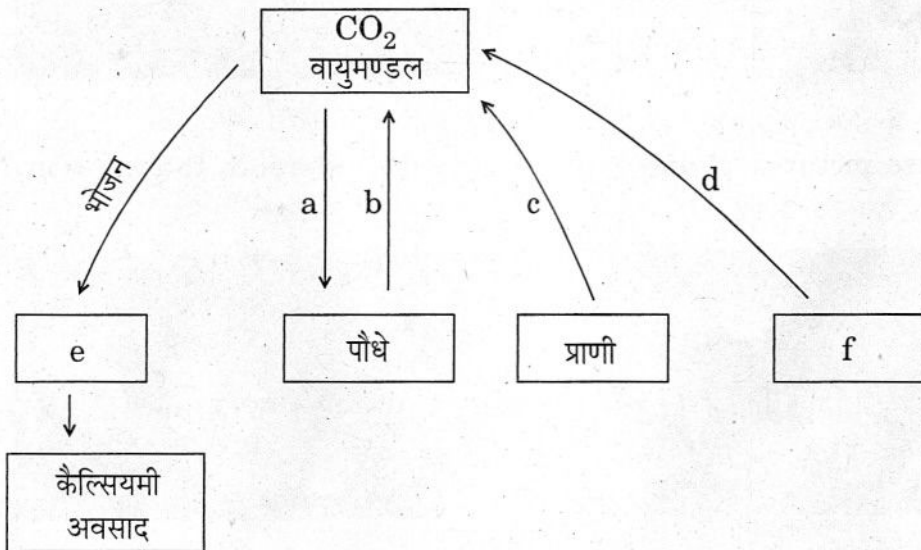 CO₂
वायुमण्डल
भोजन
a
b
c
d
e
पौधे
प्राणी
f
कैल्सियमी
अवसाद